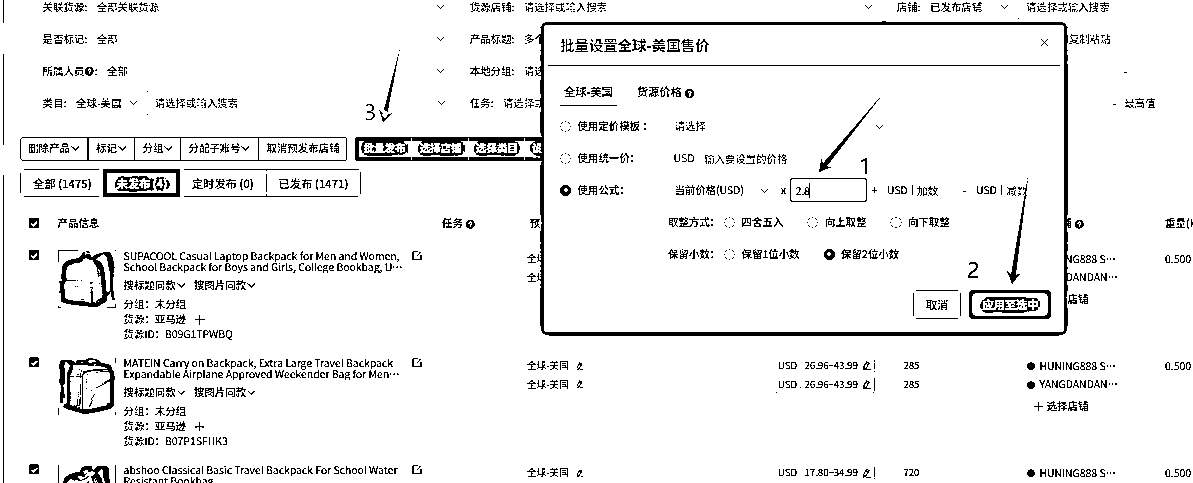 关联货源: 全部关联货源 货源店铺: 请选择或输入搜索 店铺: 已发布店铺 请选择或输入搜索
是否标记: 全部 产品标题: 多个
所属人员?: 全部 本地分组: 请
类目: 全球-美国 请选择或输入搜索 任务: 请选择 - 最高值
批量设置全球-美国售价
全球-美国 货源价格
使用定价模板: 请选择
使用统一价: USD 输入要设置的价格
使用公式: 当前价格(USD) x 2.8 + USD 加数 - USD 减数
取整方式: 四舍五入 向上取整 向下取整
保留小数: 保留1位小数 保留2位小数
取消 应用至选中
1
2
3
删除产品 标记 分组 分配子账号 取消预发布店铺 批量发布 选择店铺 选择类目
全部 (1475) 未发布 (4) 定时发布 (0) 已发布 (1471)
产品信息 任务 重量
SUPACOOL Casual Laptop Backpack for Men and Women,
School Backpack for Boys and Girls, College Bookbag, U…
搜标题同款 搜图片同款
分组: 未分组
货源: 亚马逊 +
货源ID: B09G1TPWBQ
NG888 S… 0.500
DANDAN…
店铺
MATEIN Carry on Backpack, Extra Large Travel Backpack
Expandable Airplane Approved Weekender Bag for Men…
搜标题同款 搜图片同款
分组: 未分组
货源: 亚马逊 +
货源ID: B07P1SFHK3
全球-美国 USD 26.96-43.99 285 HUNING888 S… 0.500
全球-美国 USD 26.96-43.99 285 YANGDANDAN…
+ 选择店铺
abshoo Classical Basic Travel Backpack For School Water
Resistant Bookbag
全球-美国 USD 17.80-34.99 720 HUNING888 S… 0.500